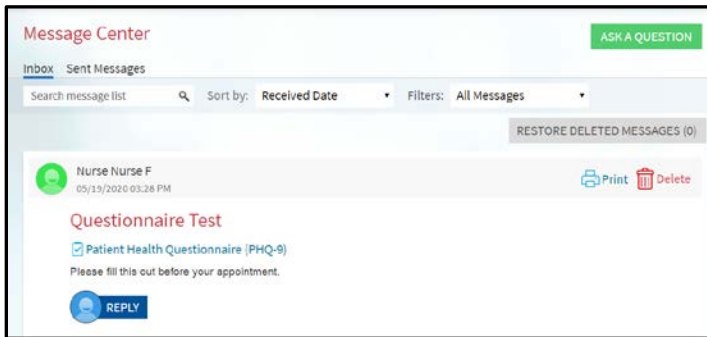 Message Center
ASK A QUESTION
Inbox Sent Messages
Search message list Sort by: Received Date Filters: All Messages
RESTORE DELETED MESSAGES (0)
Nurse Nurse F
05/19/2020 03:28 PM
Print Delete
Questionnaire Test
Patient Health Questionnaire (PHQ-9)
Please fill this out before your appointment.
REPLY